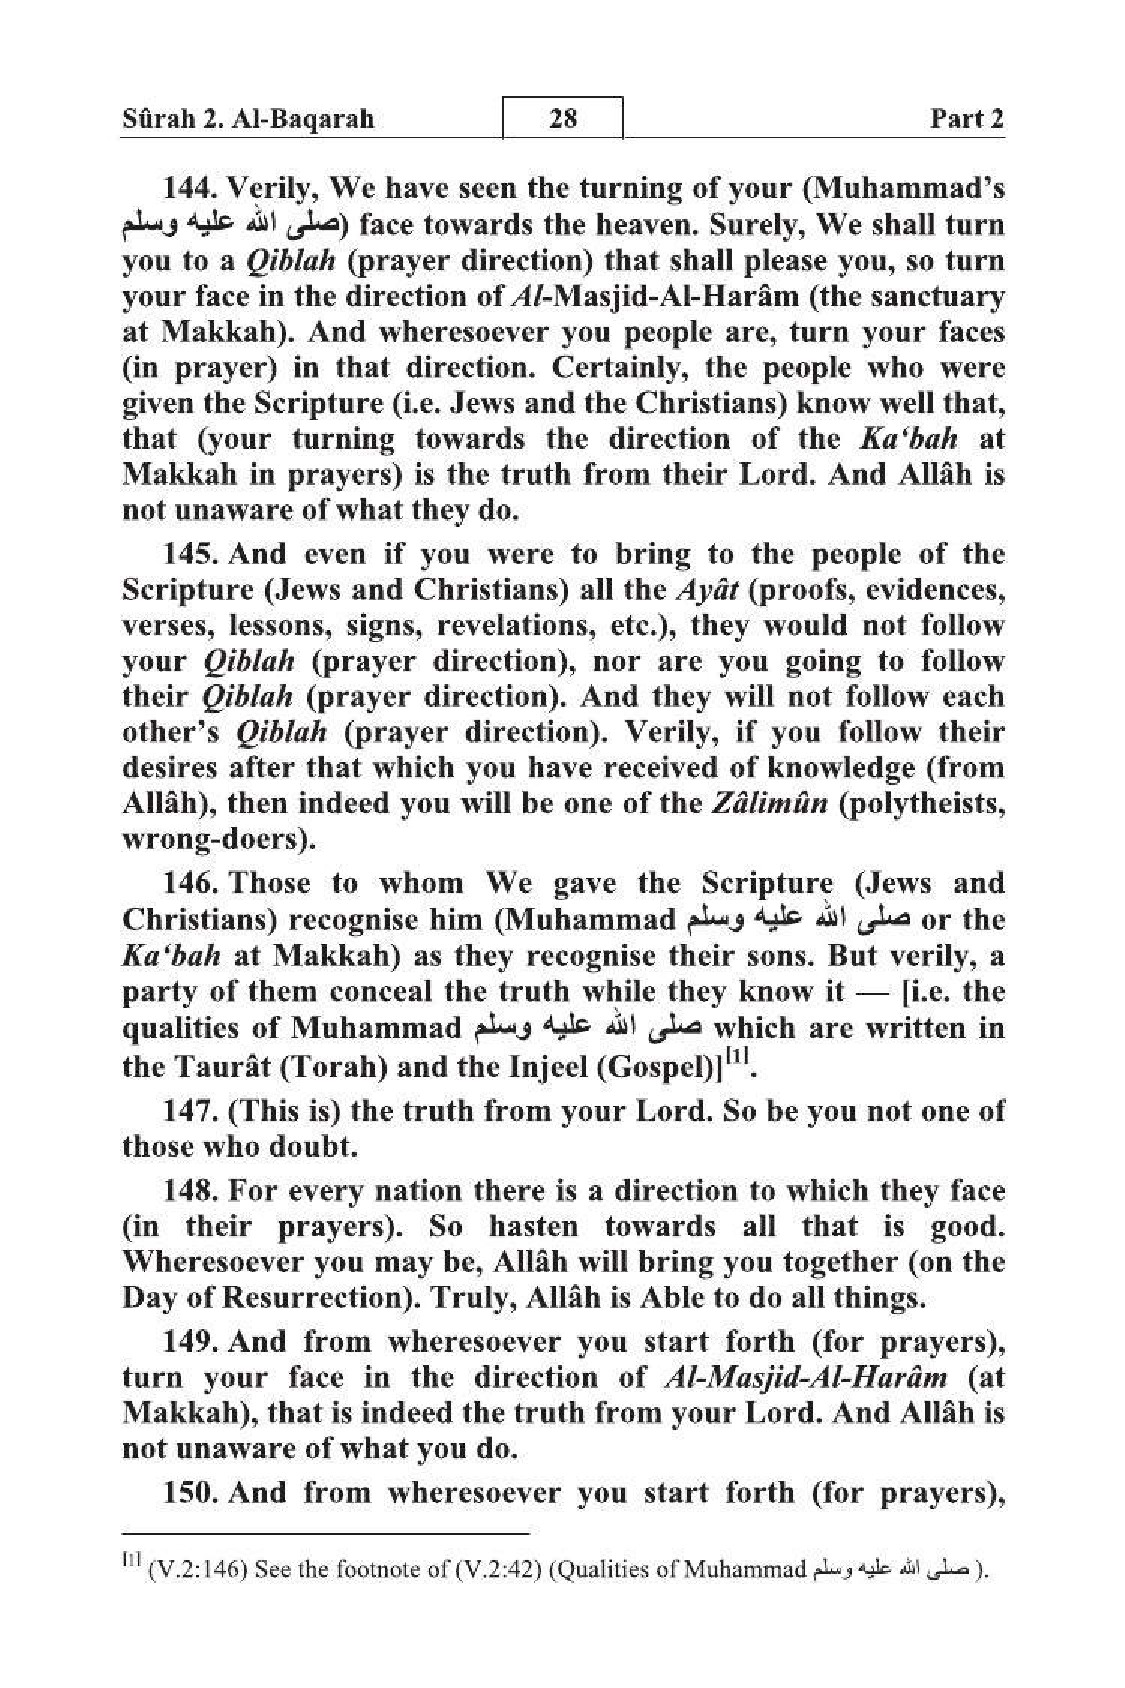 Sûrah 2. Al-Baqarah 28 Part 2
144. Verily, We have seen the turning of your (Muhammad’s
صلى الله عليه وسلم) face towards the heaven. Surely, We shall turn
you to a Qiblah (prayer direction) that shall please you, so turn
your face in the direction of Al-Masjid-Al-Harâm (the sanctuary
at Makkah). And wheresoever you people are, turn your faces
(in prayer) in that direction. Certainly, the people who were
given the Scripture (i.e. Jews and the Christians) know well that,
that (your turning towards the direction of the Ka‘bah at
Makkah in prayers) is the truth from their Lord. And Allâh is
not unaware of what they do.
145. And even if you were to bring to the people of the
Scripture (Jews and Christians) all the Ayât (proofs, evidences,
verses, lessons, signs, revelations, etc.), they would not follow
your Qiblah (prayer direction), nor are you going to follow
their Qiblah (prayer direction). And they will not follow each
other’s Qiblah (prayer direction). Verily, if you follow their
desires after that which you have received of knowledge (from
Allâh), then indeed you will be one of the Zâlimûn (polytheists,
wrong-doers).
146. Those to whom We gave the Scripture (Jews and
Christians) recognise him (Muhammad صلى الله عليه وسلم or the
Ka‘bah at Makkah) as they recognise their sons. But verily, a
party of them conceal the truth while they know it — [i.e. the
qualities of Muhammad صلى الله عليه وسلم which are written in
the Taurât (Torah) and the Injeel (Gospel)][1].
147. (This is) the truth from your Lord. So be you not one of
those who doubt.
148. For every nation there is a direction to which they face
(in their prayers). So hasten towards all that is good.
Wheresoever you may be, Allâh will bring you together (on the
Day of Resurrection). Truly, Allâh is Able to do all things.
149. And from wheresoever you start forth (for prayers),
turn your face in the direction of Al-Masjid-Al-Harâm (at
Makkah), that is indeed the truth from your Lord. And Allâh is
not unaware of what you do.
150. And from wheresoever you start forth (for prayers),
[1] (V.2:146) See the footnote of (V.2:42) (Qualities of Muhammad صلى الله عليه وسلم ).